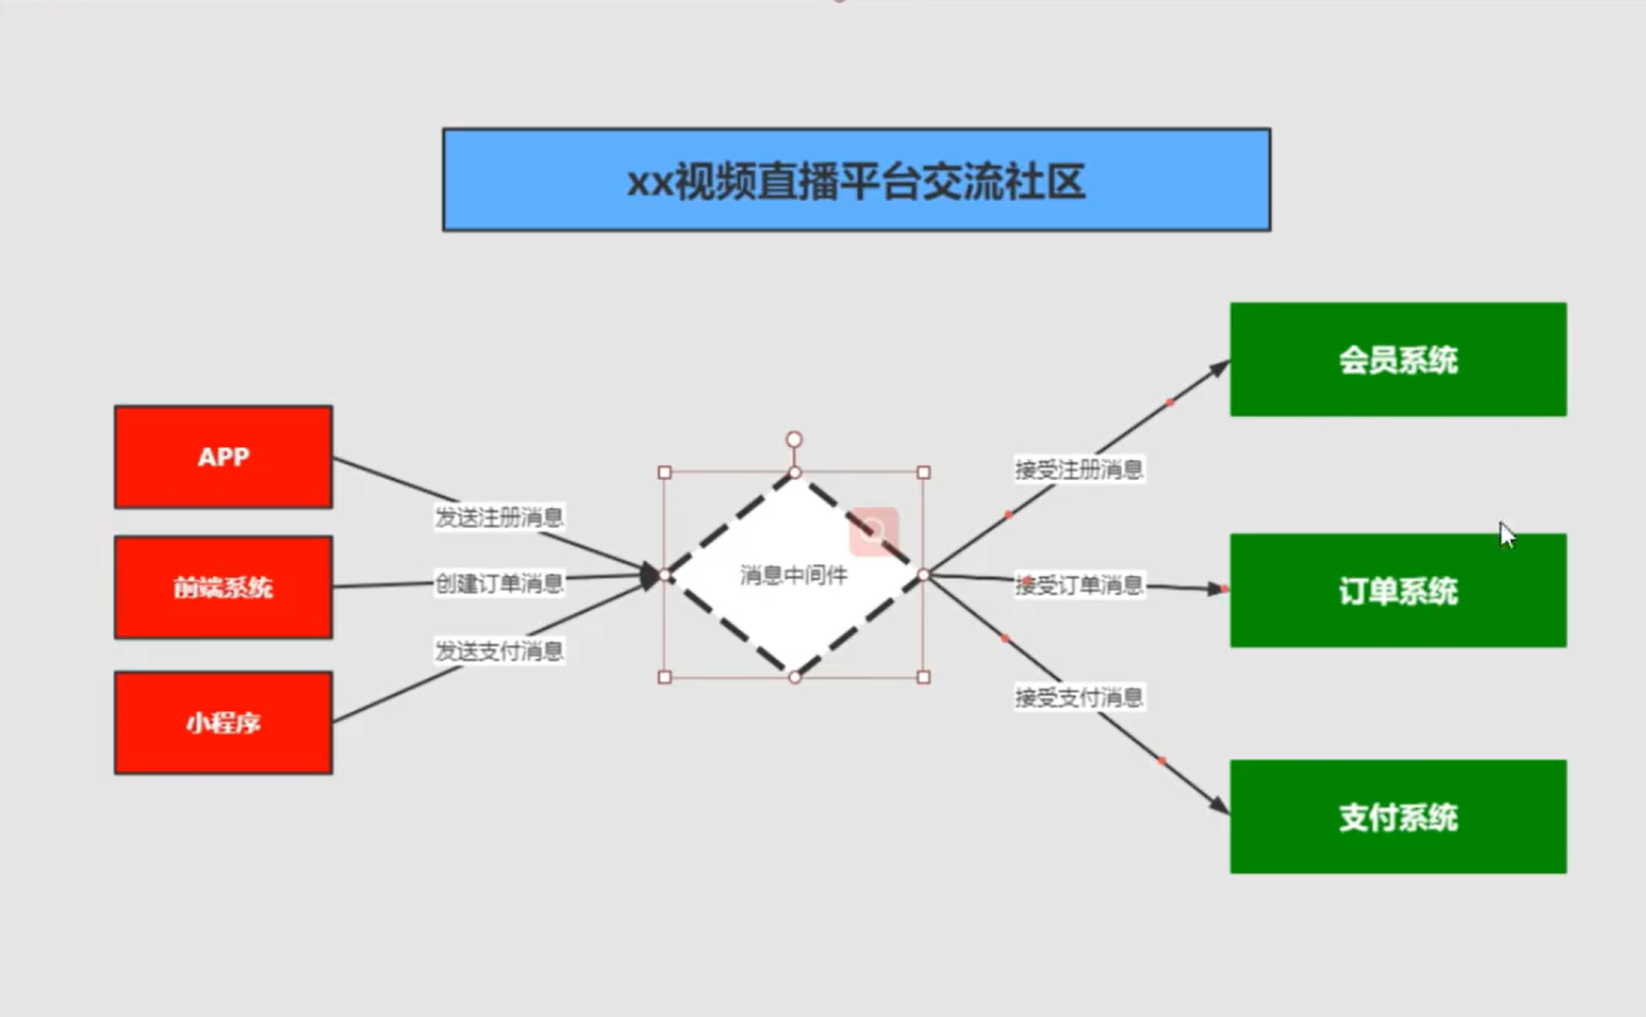 xx视频直播平台交流社区
APP
前端系统
小程序
发送注册消息
创建订单消息
发送支付消息
消息中间件
接受注册消息
接受订单消息
接受支付消息
会员系统
订单系统
支付系统